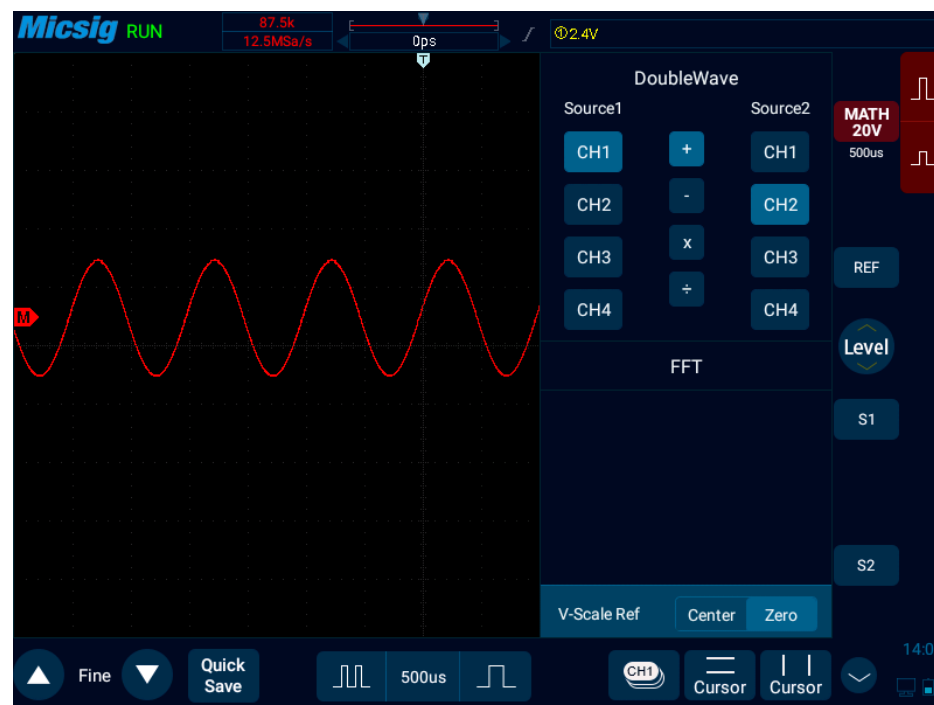 Micsig RUN
87.5k
12.5MSa/s
0ps
①2.4V
T
DoubleWave
Source1 Source2
CH1 + CH1
CH2 - CH2
CH3 x CH3
CH4 ÷ CH4
FFT
MATH
20V
500us
REF
Level
S1
S2
M
V-Scale Ref Center Zero
Fine
Quick
Save
500us
CH1
Cursor
Cursor
14:0